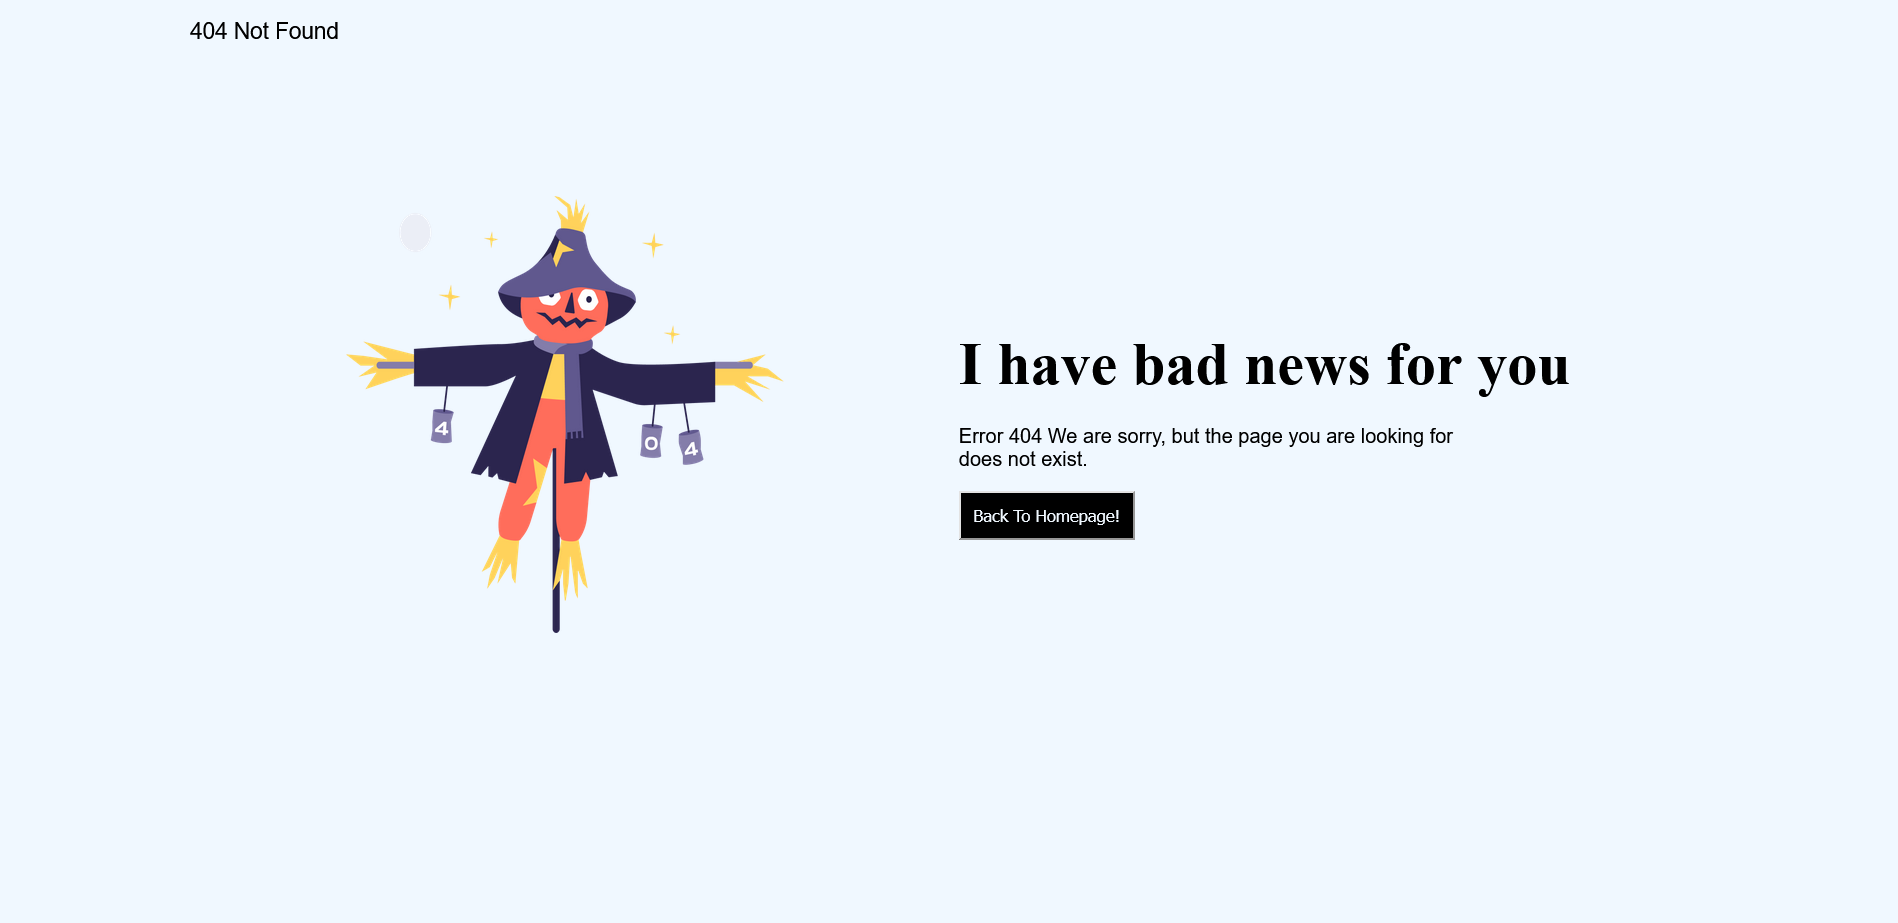 404 Not Found
4
0
4
I have bad news for you
Error 404 We are sorry, but the page you are looking for
does not exist.
Back To Homepage!